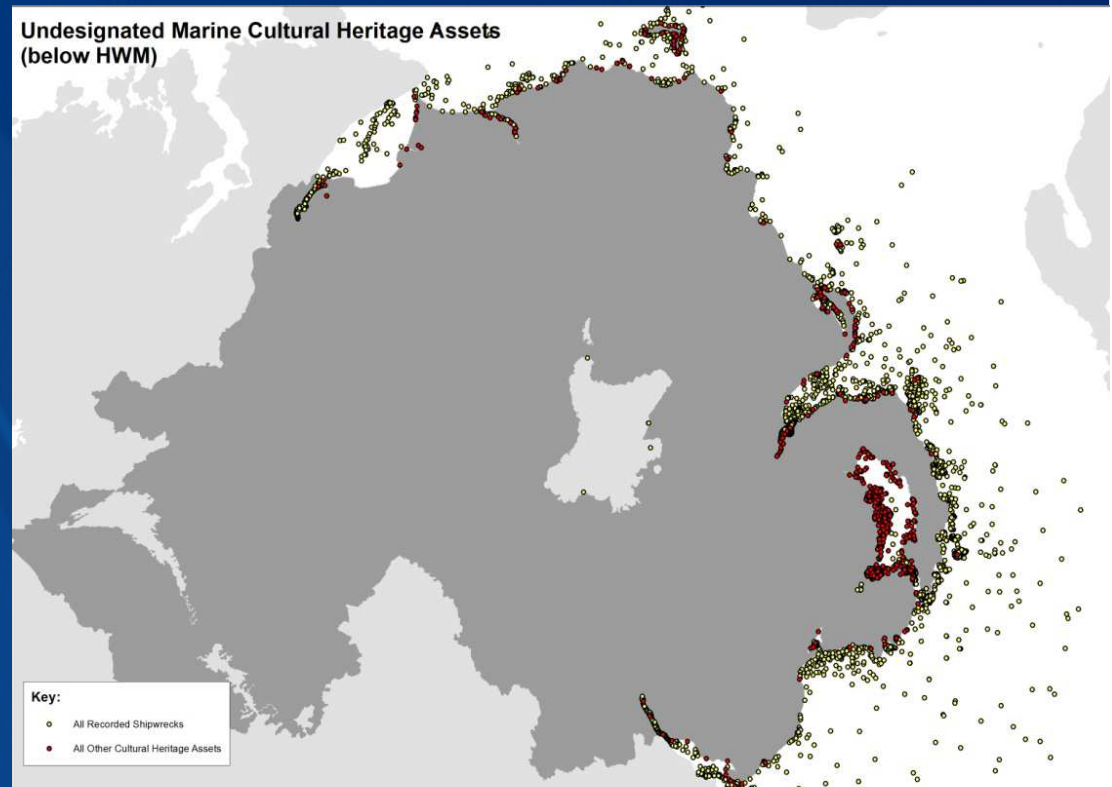 Undesignated Marine Cultural Heritage Assets
(below HWM)
Key:
All Recorded Shipwrecks
All Other Cultural Heritage Assets